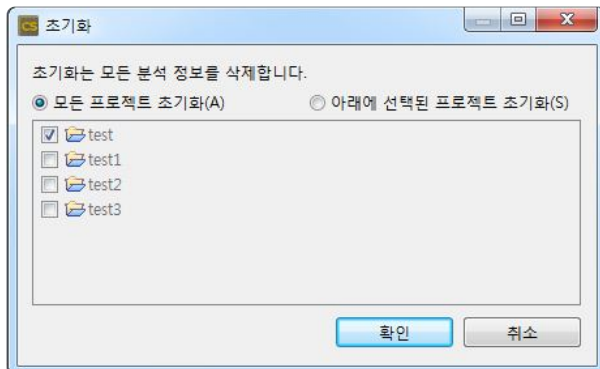 CS 초기화
초기화는 모든 분석 정보를 삭제합니다.
모든 프로젝트 초기화(A) 아래에 선택된 프로젝트 초기화(S)
test
test1
test2
test3
확인 취소